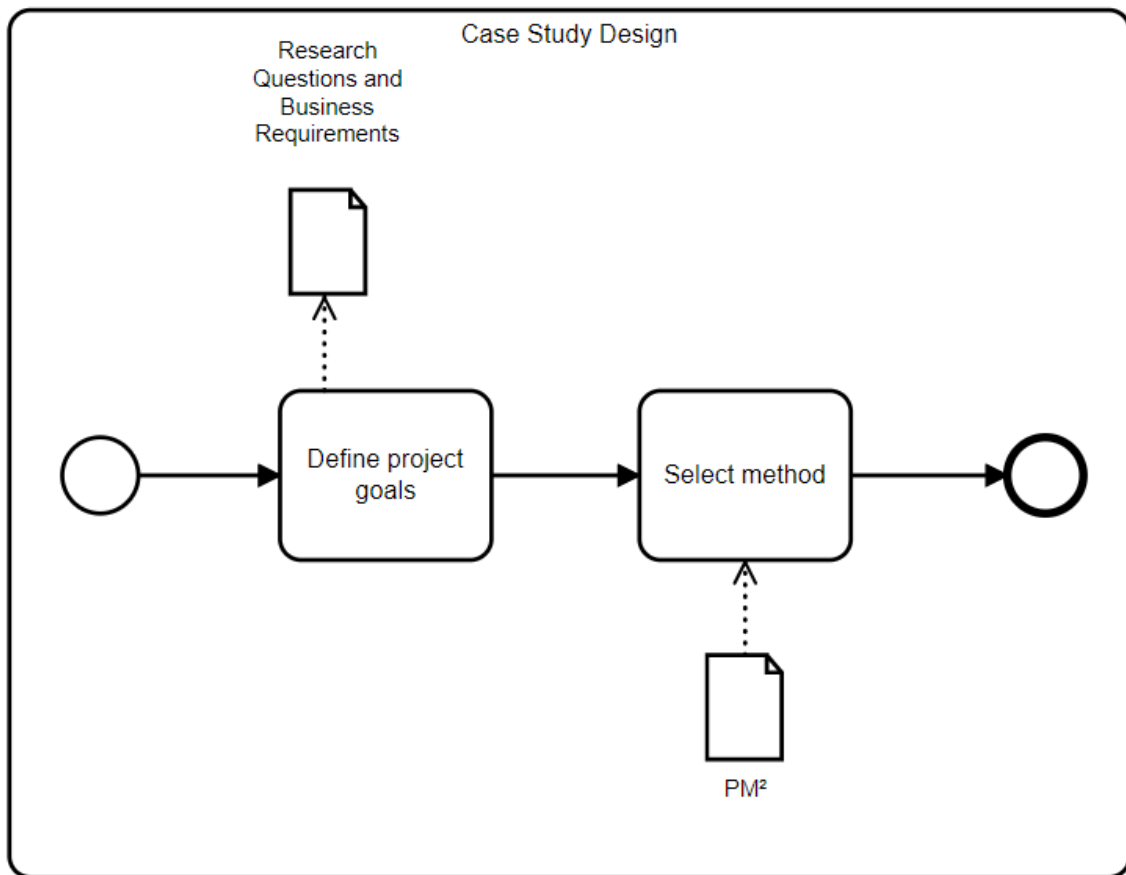 Case Study Design
Research
Questions and
Business
Requirements
Define project
goals
Select method
PM²